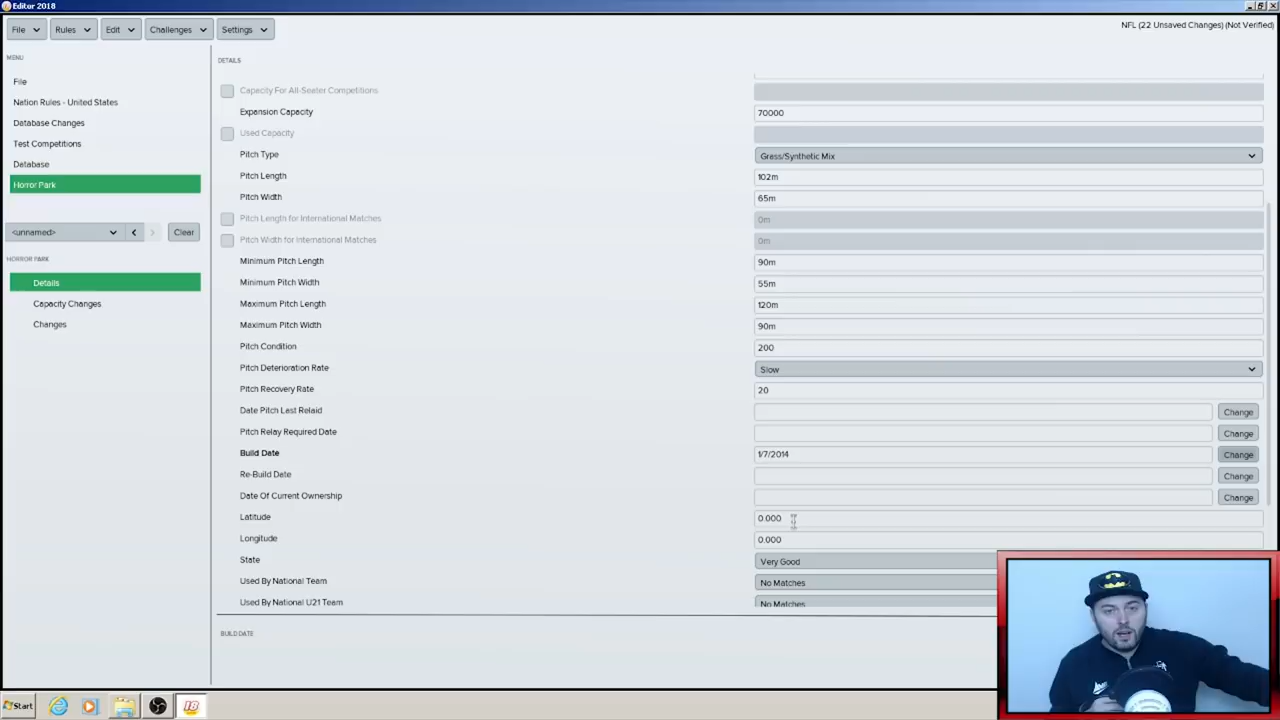 Editor 2018
File
Rules
Edit
Challenges
Settings
NFL (22 Unsaved Changes) (Not Verified)
MENU
File
Nation Rules - United States
Database Changes
Test Competitions
Database
Horror Park
<unnamed>
Clear
HORROR PARK
Details
Capacity Changes
Changes
DETAILS
Capacity For All-Seater Competitions
Expansion Capacity 70000
Used Capacity
Pitch Type Grass/Synthetic Mix
Pitch Length 102m
Pitch Width 65m
Pitch Length for International Matches 0m
Pitch Width for International Matches 0m
Minimum Pitch Length 90m
Minimum Pitch Width 55m
Maximum Pitch Length 120m
Maximum Pitch Width 90m
Pitch Condition 200
Pitch Deterioration Rate Slow
Pitch Recovery Rate 20
Date Pitch Last Relaid Change
Pitch Relay Required Date Change
Build Date 1/7/2014 Change
Re-Build Date Change
Date Of Current Ownership Change
Latitude 0.000
Longitude 0.000
State Very Good
Used By National Team No Matches
Used By National U21 Team No Matches
BUILD DATE
Start
18